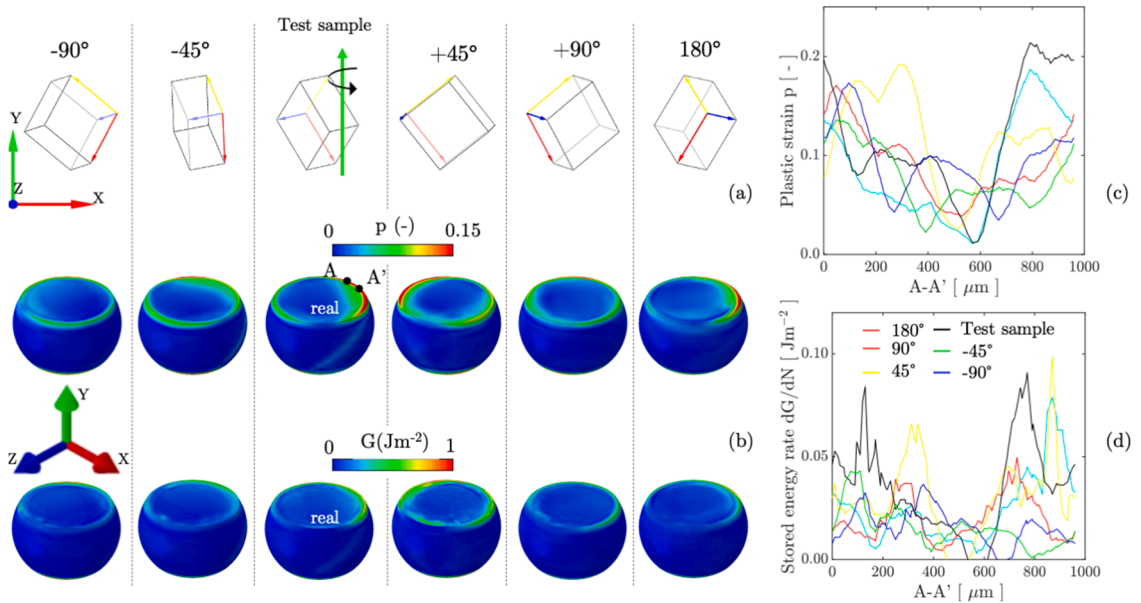 Test sample
-90°
-45°
+45°
+90°
180°
Y
Z
X
(a)
p (-)
0
0.15
A
A'
real
Y
Z
X
(b)
G(Jm-2)
0
1
real
Plastic strain p [ - ]
0.2
0.1
0.0
0
200
400
600
800
1000
A-A' [ μm ]
(c)
Stored energy rate dG/dN [ Jm−2
0.10
0.05
0.00
180°
90°
45°
Test sample
-45°
-90°
0
200
400
600
800
1000
A-A' [ μm ]
(d)